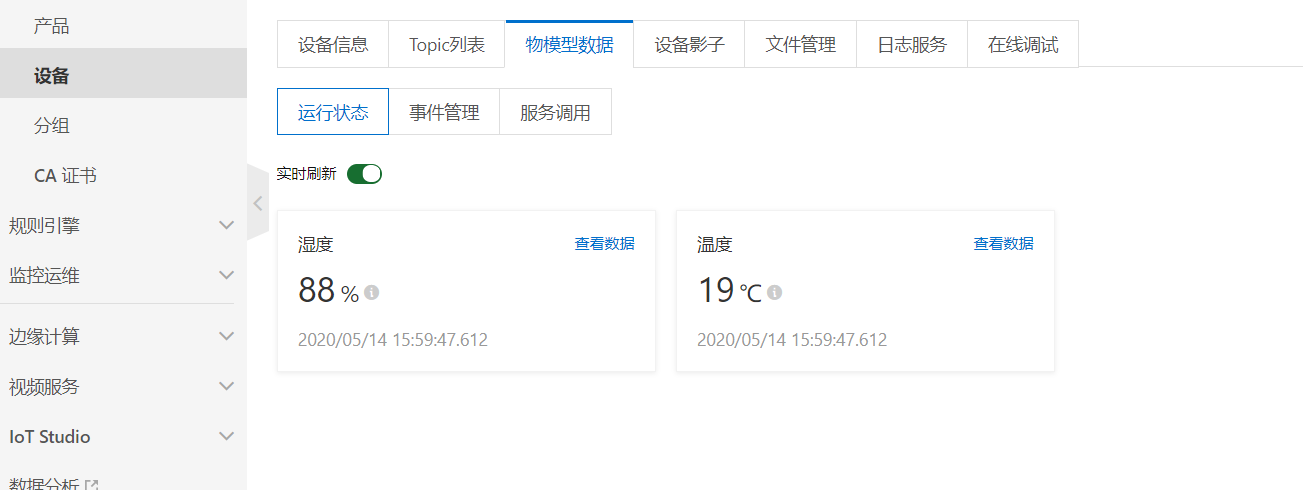 产品
设备
分组
CA 证书
规则引擎
监控运维
边缘计算
视频服务
IoT Studio
数据分析
设备信息
Topic列表
物模型数据
设备影子
文件管理
日志服务
在线调试
运行状态
事件管理
服务调用
实时刷新
湿度
查看数据
88 %
2020/05/14 15:59:47.612
温度
查看数据
19 ℃
2020/05/14 15:59:47.612